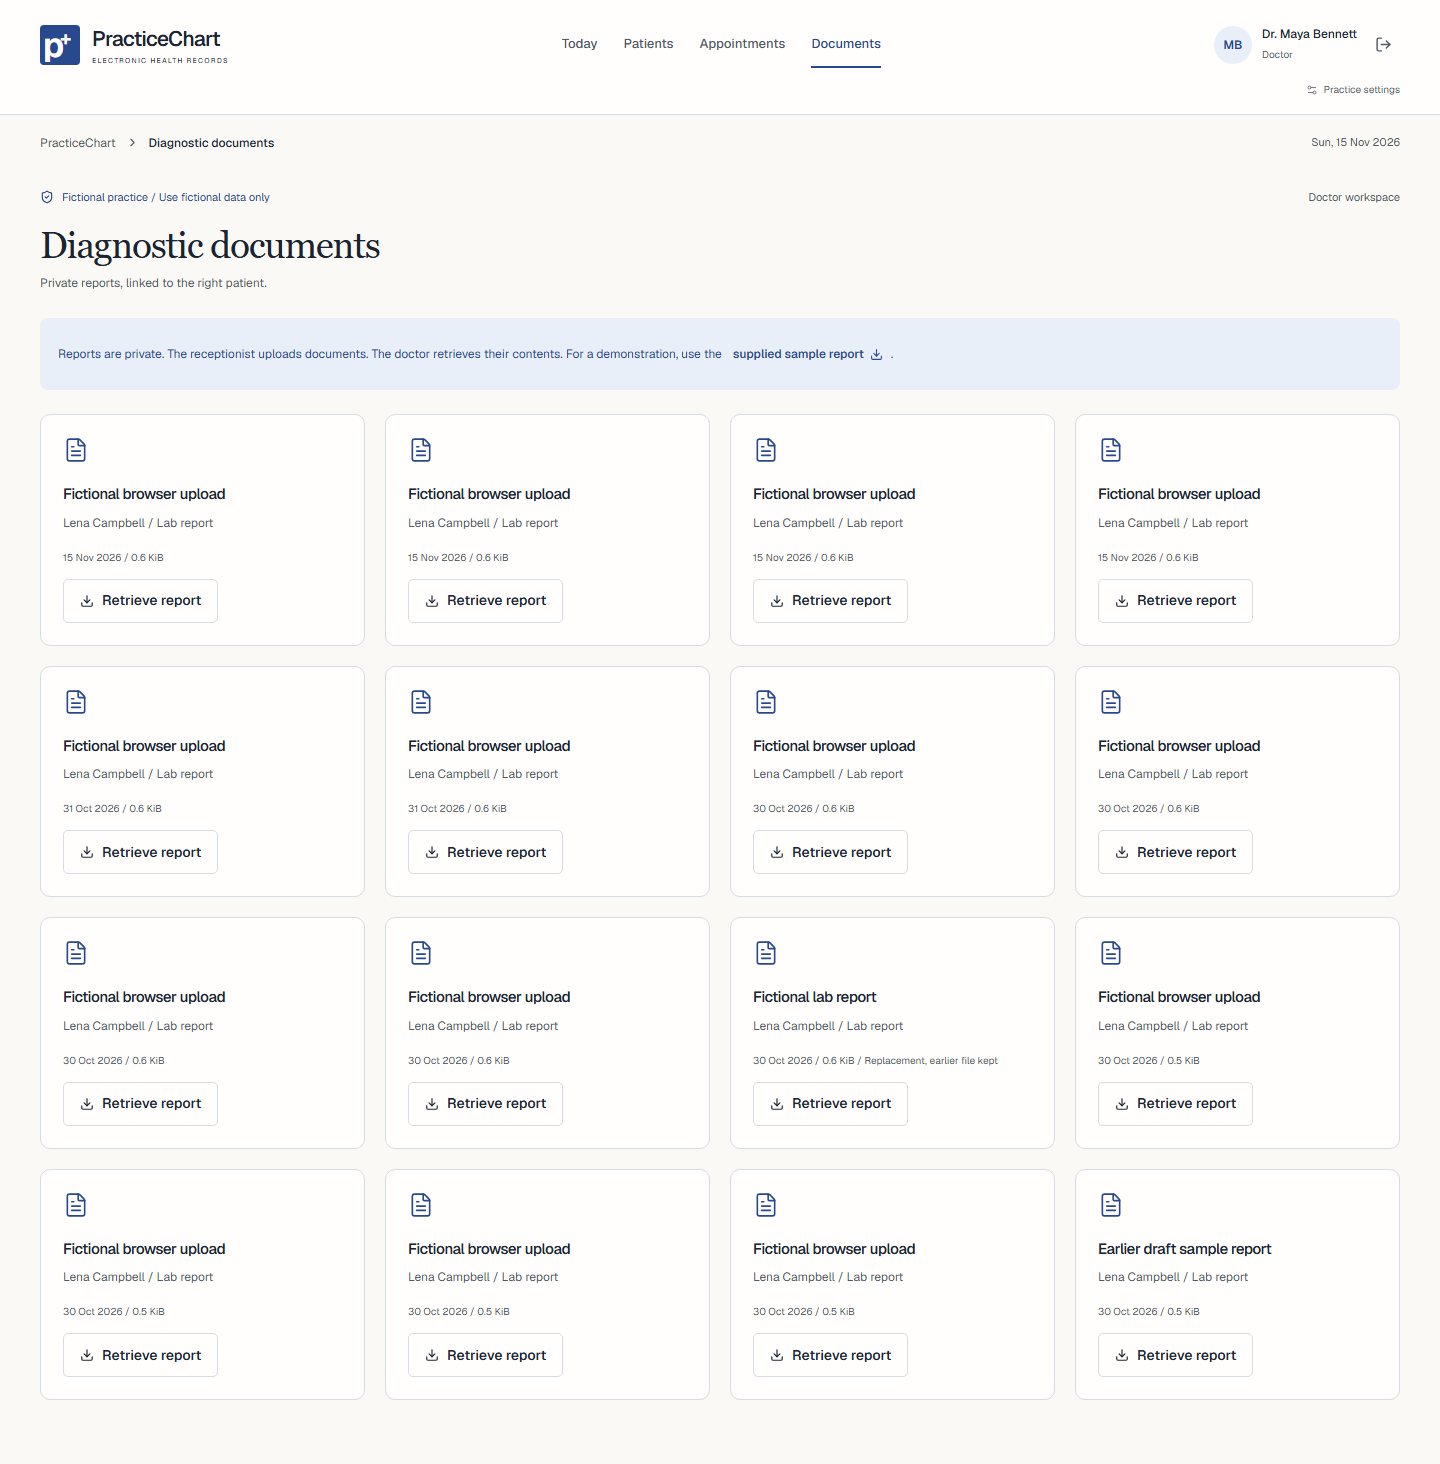 PracticeChart
ELECTRONIC HEALTH RECORDS
Today Patients Appointments Documents
MB
Dr. Maya Bennett
Doctor
Practice settings
PracticeChart > Diagnostic documents
Sun, 15 Nov 2026
Fictional practice / Use fictional data only
Doctor workspace
Diagnostic documents
Private reports, linked to the right patient.
Reports are private. The receptionist uploads documents. The doctor retrieves their contents. For a demonstration, use the supplied sample report .
Fictional browser upload
Lena Campbell / Lab report
15 Nov 2026 / 0.6 KiB
Retrieve report
Fictional browser upload
Lena Campbell / Lab report
15 Nov 2026 / 0.6 KiB
Retrieve report
Fictional browser upload
Lena Campbell / Lab report
15 Nov 2026 / 0.6 KiB
Retrieve report
Fictional browser upload
Lena Campbell / Lab report
15 Nov 2026 / 0.6 KiB
Retrieve report
Fictional browser upload
Lena Campbell / Lab report
31 Oct 2026 / 0.6 KiB
Retrieve report
Fictional browser upload
Lena Campbell / Lab report
31 Oct 2026 / 0.6 KiB
Retrieve report
Fictional browser upload
Lena Campbell / Lab report
30 Oct 2026 / 0.6 KiB
Retrieve report
Fictional browser upload
Lena Campbell / Lab report
30 Oct 2026 / 0.6 KiB
Retrieve report
Fictional browser upload
Lena Campbell / Lab report
30 Oct 2026 / 0.6 KiB
Retrieve report
Fictional browser upload
Lena Campbell / Lab report
30 Oct 2026 / 0.6 KiB
Retrieve report
Fictional lab report
Lena Campbell / Lab report
30 Oct 2026 / 0.6 KiB / Replacement, earlier file kept
Retrieve report
Fictional browser upload
Lena Campbell / Lab report
30 Oct 2026 / 0.5 KiB
Retrieve report
Fictional browser upload
Lena Campbell / Lab report
30 Oct 2026 / 0.5 KiB
Retrieve report
Fictional browser upload
Lena Campbell / Lab report
30 Oct 2026 / 0.5 KiB
Retrieve report
Fictional browser upload
Lena Campbell / Lab report
30 Oct 2026 / 0.5 KiB
Retrieve report
Earlier draft sample report
Lena Campbell / Lab report
30 Oct 2026 / 0.5 KiB
Retrieve report